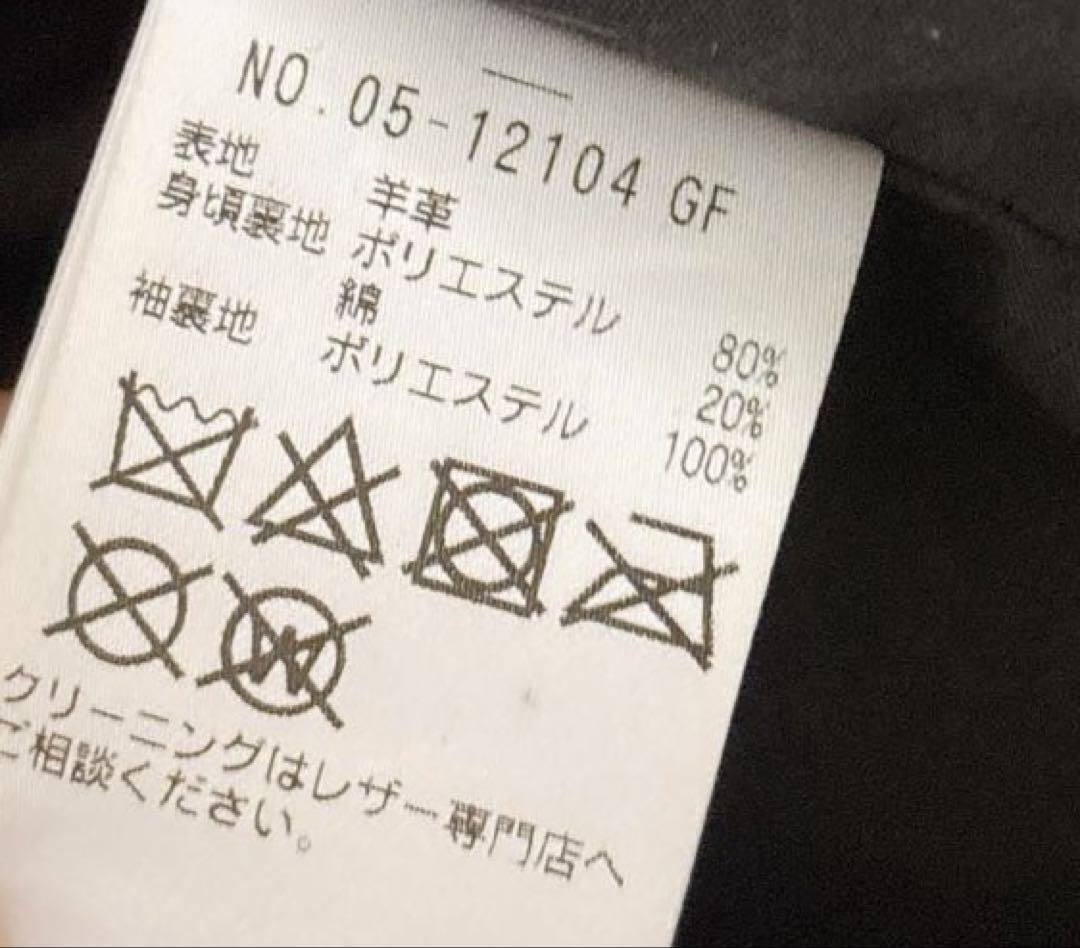 NO.05-12104 GF
表地 羊革
身頃裏地 ポリエステル 80%
綿 20%
袖裏地 ポリエステル 100%
W
クリーニングはレザー専門店へ
ご相談ください。